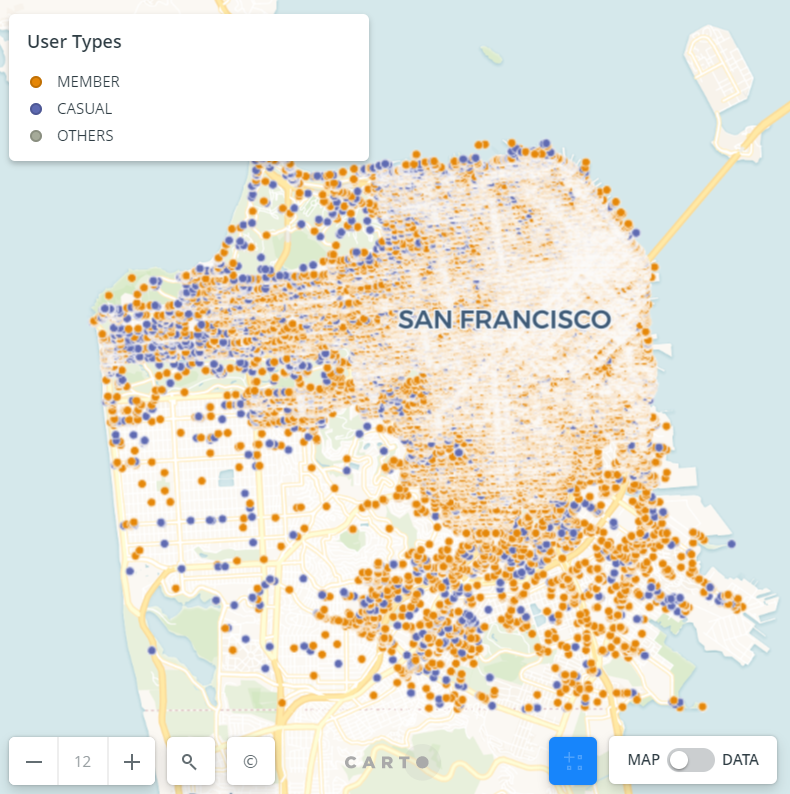 User Types
MEMBER
CASUAL
OTHERS
SAN FRANCISCO
12
©
CARTO
MAP
DATA